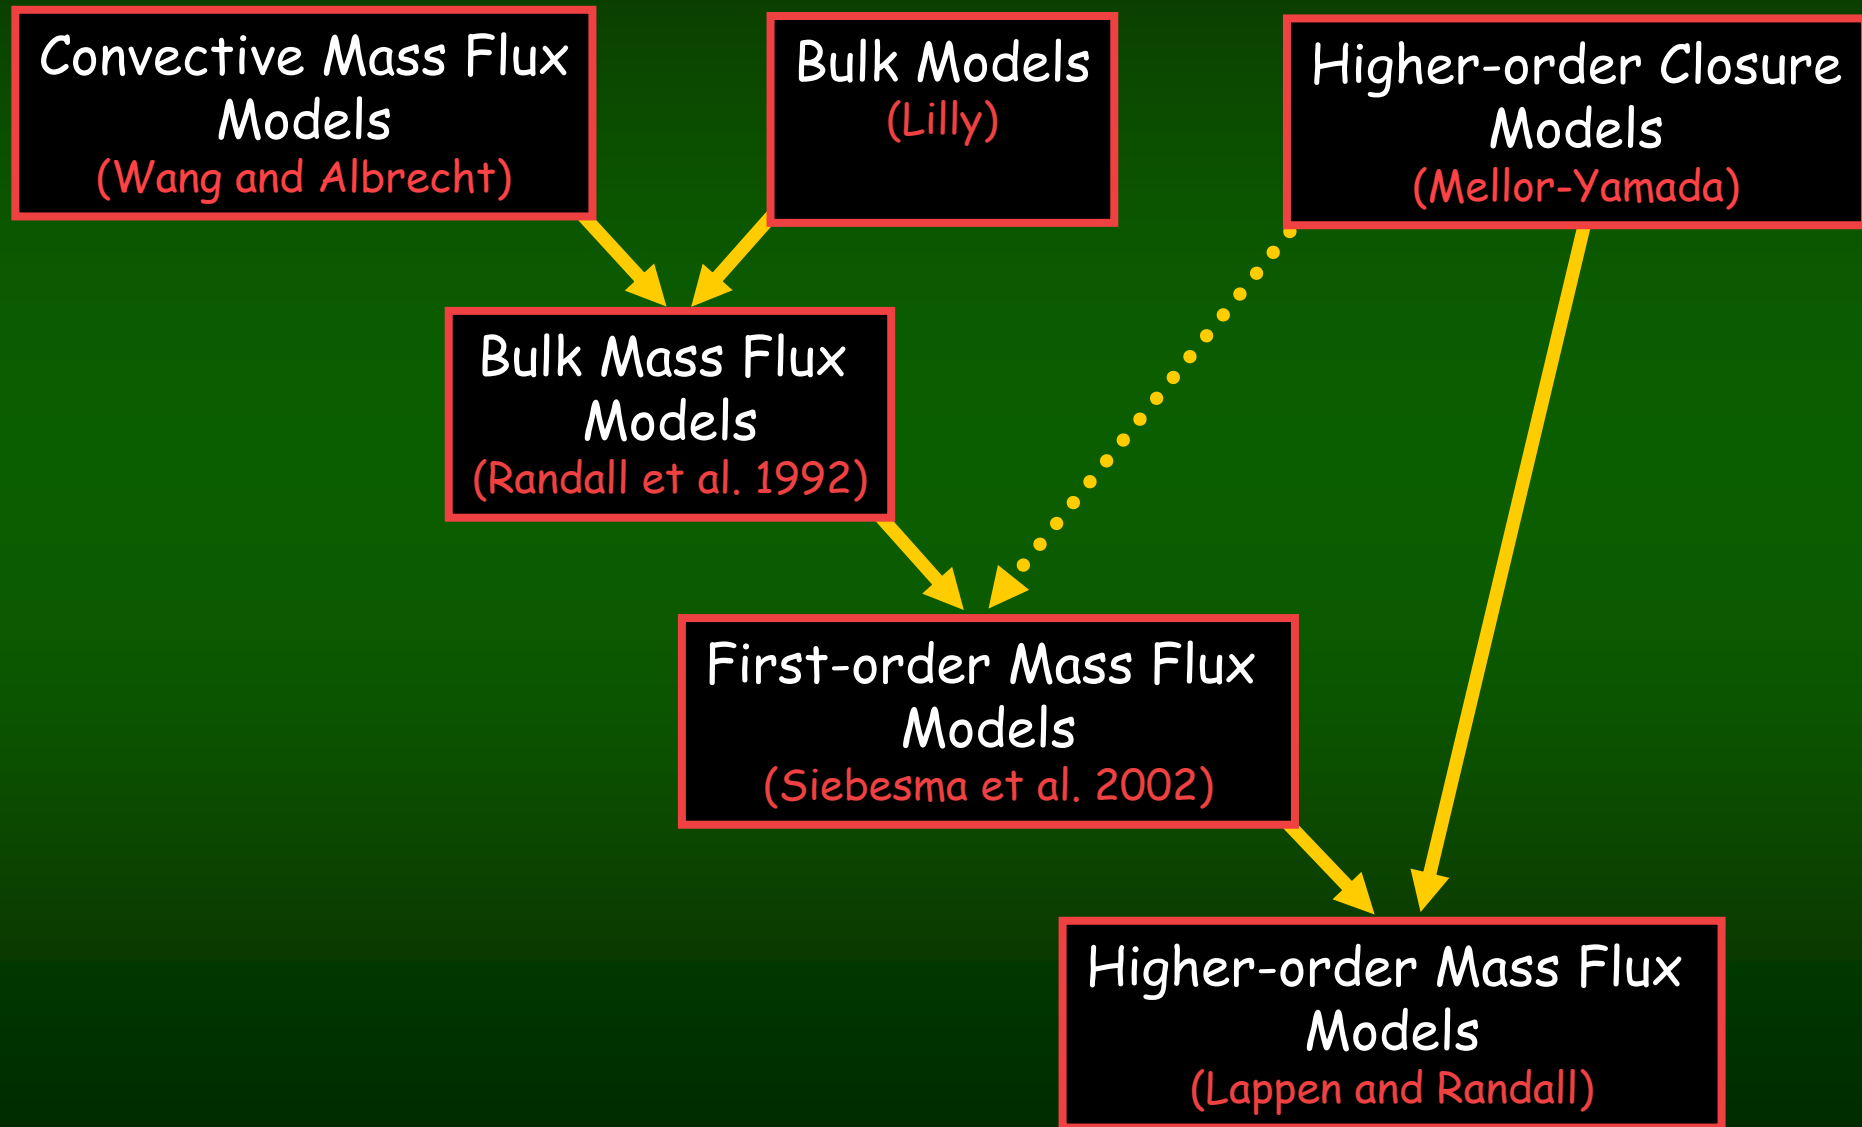 Convective Mass Flux
Models
(Wang and Albrecht)
Bulk Models
(Lilly)
Higher-order Closure
Models
(Mellor-Yamada)
Bulk Mass Flux
Models
(Randall et al. 1992)
First-order Mass Flux
Models
(Siebesma et al. 2002)
Higher-order Mass Flux
Models
(Lappen and Randall)